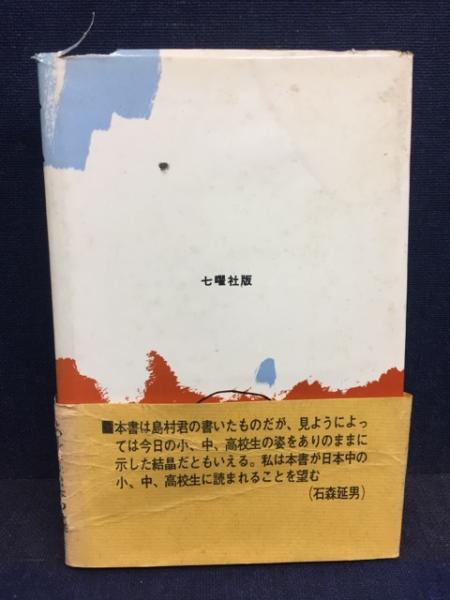 七曜社版
■本書は島村君の書いたものだが、見ようによっ
ては今日の小、中、高校生の姿をありのままに
示した結晶だともいえる。私は本書が日本中の
小、中、高校生に読まれることを望む
(石森延男)